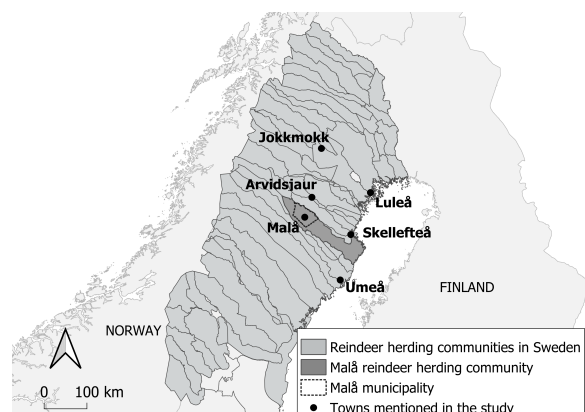 Jokkmokk
Arvidsjaur
Luleå
Malå
Skellefteå
Umeå
FINLAND
NORWAY
0 100 km
Reindeer herding communities in Sweden
Malå reindeer herding community
Malå municipality
Towns mentioned in the study